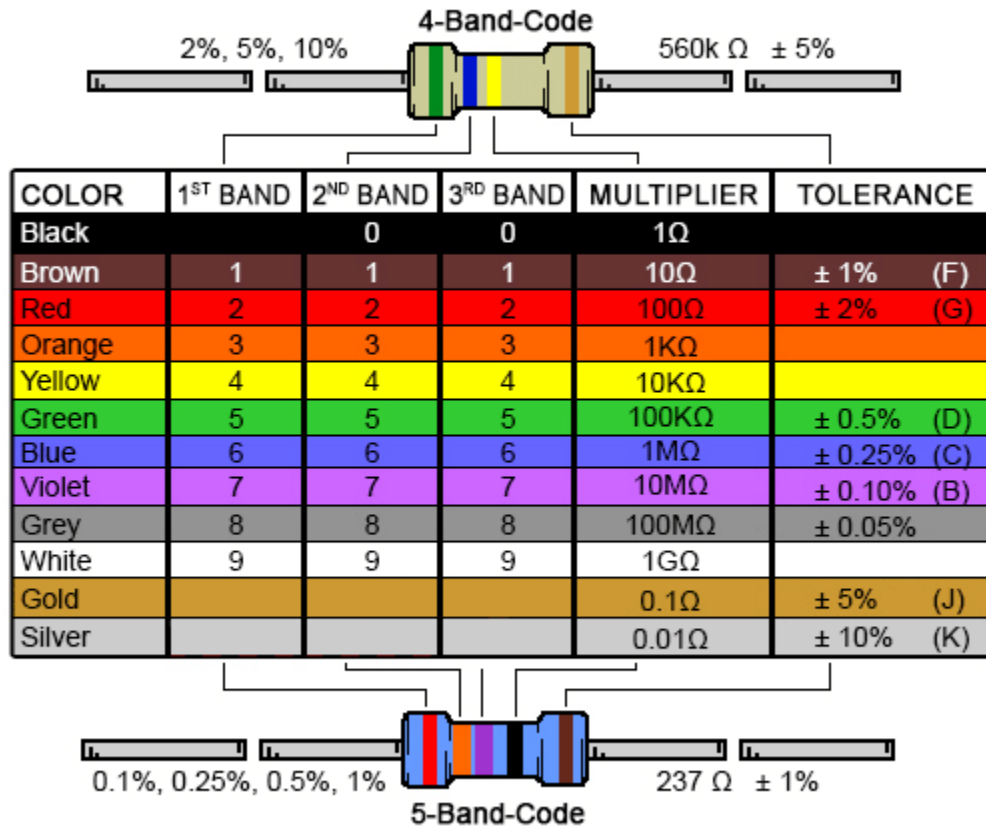 4-Band-Code
2%, 5%, 10% 560k Ω ± 5%
COLOR 1ST BAND 2ND BAND 3RD BAND MULTIPLIER TOLERANCE
Black 0 0 1Ω
Brown 1 1 1 10Ω ± 1% (F)
Red 2 2 2 100Ω ± 2% (G)
Orange 3 3 3 1KΩ
Yellow 4 4 4 10KΩ
Green 5 5 5 100KΩ ± 0.5% (D)
Blue 6 6 6 1MΩ ± 0.25% (C)
Violet 7 7 7 10MΩ ± 0.10% (B)
Grey 8 8 8 100MΩ ± 0.05%
White 9 9 9 1GΩ
Gold 0.1Ω ± 5% (J)
Silver 0.01Ω ± 10% (K)
0.1%, 0.25%, 0.5%, 1% 237 Ω ± 1%
5-Band-Code